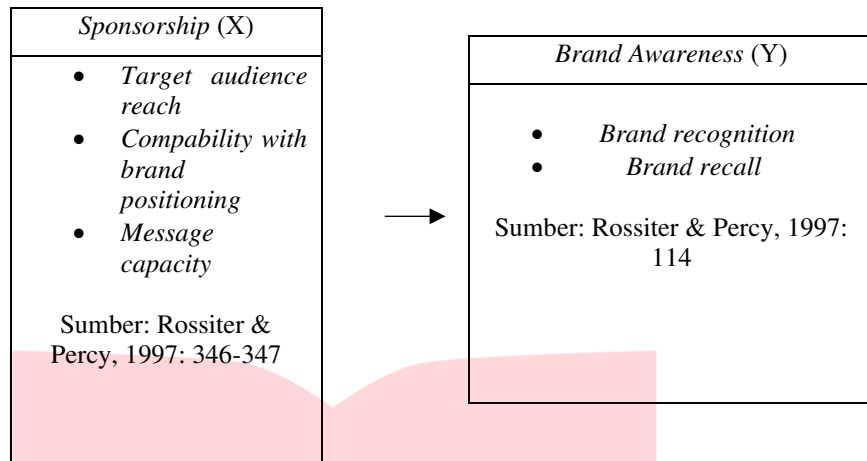 Sponsorship (X)
• Target audience
reach
• Compability with
brand
positioning
• Message
capacity
Sumber: Rossiter &
Percy, 1997: 346-347
Brand Awareness (Y)
• Brand recognition
• Brand recall
Sumber: Rossiter & Percy, 1997:
114